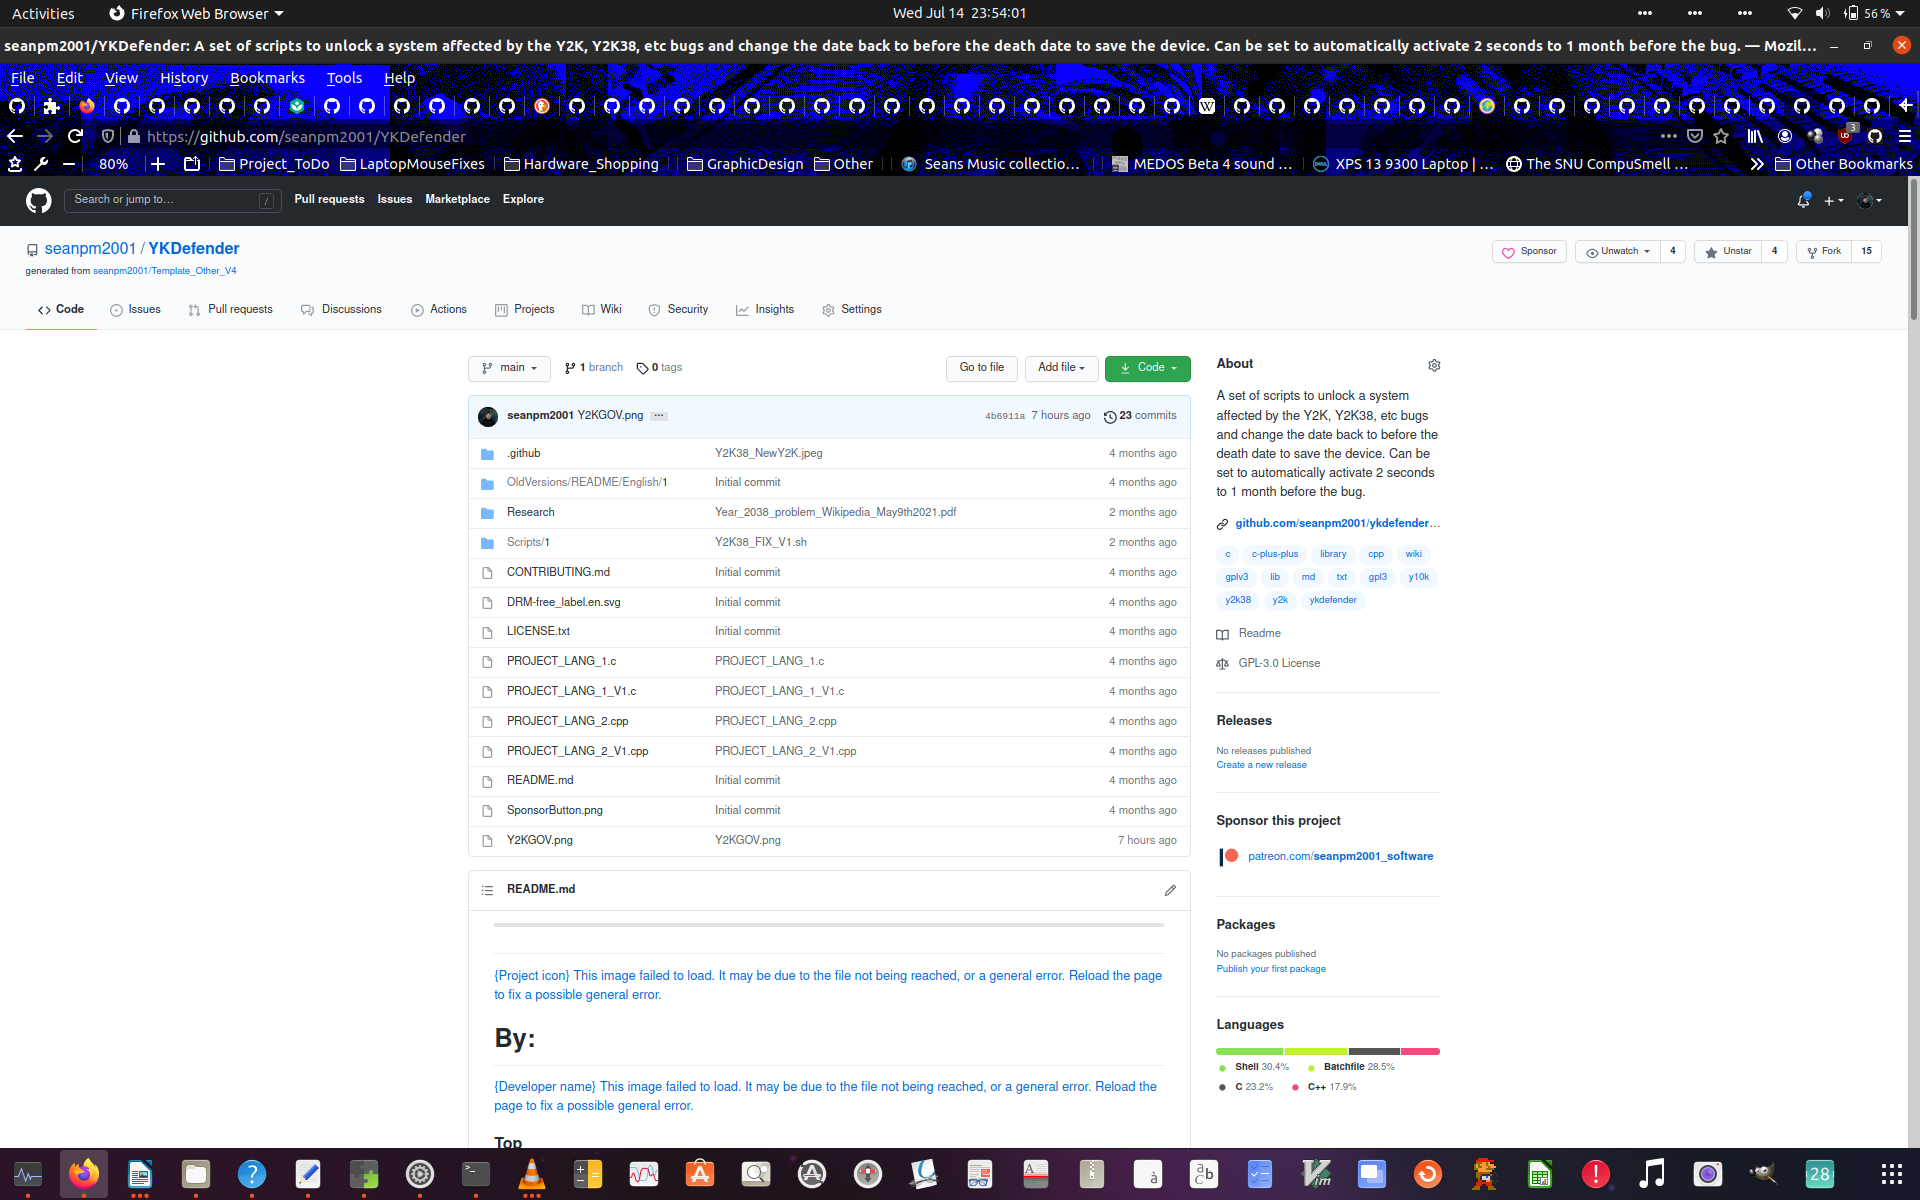 Activities
Firefox Web Browser
Wed Jul 14 23:54:01
56 %
seanpm2001/YKDefender: A set of scripts to unlock a system affected by the Y2K, Y2K38, etc bugs and change the date back to before the death date to save the device. Can be set to automatically activate 2 seconds to 1 month before the bug. — Mozil…
File Edit View History Bookmarks Tools Help
https://github.com/seanpm2001/YKDefender
3
80%
Project_ToDo
LaptopMouseFixes
Hardware_Shopping
GraphicDesign
Other
Seans Music collectio…
MEDOS Beta 4 sound …
XPS 13 9300 Laptop | …
The SNU CompuSmell …
Other Bookmarks
Search or jump to… /
Pull requests Issues Marketplace Explore
seanpm2001 / YKDefender
generated from seanpm2001/Template_Other_V4
Sponsor
Unwatch 4
Unstar 4
Fork 15
Code
Issues
Pull requests
Discussions
Actions
Projects
Wiki
Security
Insights
Settings
main
1 branch
0 tags
Go to file
Add file
Code
seanpm2001 Y2KGOV.png … 4b6911a 7 hours ago 23 commits
.github Y2K38_NewY2K.jpeg 4 months ago
OldVersions/README/English/1 Initial commit 4 months ago
Research Year_2038_problem_Wikipedia_May9th2021.pdf 2 months ago
Scripts/1 Y2K38_FIX_V1.sh 2 months ago
CONTRIBUTING.md Initial commit 4 months ago
DRM-free_label.en.svg Initial commit 4 months ago
LICENSE.txt Initial commit 4 months ago
PROJECT_LANG_1.c PROJECT_LANG_1.c 4 months ago
PROJECT_LANG_1_V1.c PROJECT_LANG_1_V1.c 4 months ago
PROJECT_LANG_2.cpp PROJECT_LANG_2.cpp 4 months ago
PROJECT_LANG_2_V1.cpp PROJECT_LANG_2_V1.cpp 4 months ago
README.md Initial commit 4 months ago
SponsorButton.png Initial commit 4 months ago
Y2KGOV.png Y2KGOV.png 7 hours ago
README.md
{Project icon} This image failed to load. It may be due to the file not being reached, or a general error. Reload the page
to fix a possible general error.
By:
{Developer name} This image failed to load. It may be due to the file not being reached, or a general error. Reload the
page to fix a possible general error.
Top
About
A set of scripts to unlock a system
affected by the Y2K, Y2K38, etc bugs
and change the date back to before the
death date to save the device. Can be
set to automatically activate 2 seconds
to 1 month before the bug.
github.com/seanpm2001/ykdefender…
c c-plus-plus library cpp wiki
gplv3 lib md txt gpl3 y10k
y2k38 y2k ykdefender
Readme
GPL-3.0 License
Releases
No releases published
Create a new release
Sponsor this project
patreon.com/seanpm2001_software
Packages
No packages published
Publish your first package
Languages
Shell 30.4% Batchfile 28.5%
C 23.2% C++ 17.9%
28